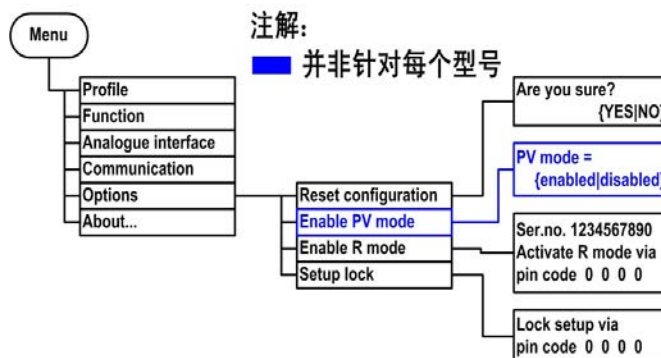 Menu
注解:
并非针对每个型号
Profile
Function
Analogue interface
Communication
Options
About...
Reset configuration
Enable PV mode
Enable R mode
Setup lock
Are you sure?
{YES|NO}
PV mode =
{enabled|disabled}
Ser.no. 1234567890
Activate R mode via
pin code 0 0 0 0
Lock setup via
pin code 0 0 0 0